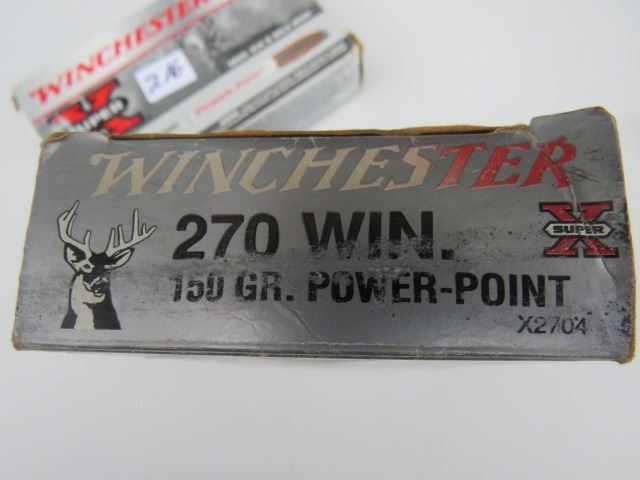 WINCHESTER
216
X
SUPER
WINCHESTER
270 WIN.
X
SUPER
150 GR. POWER-POINT
X2704